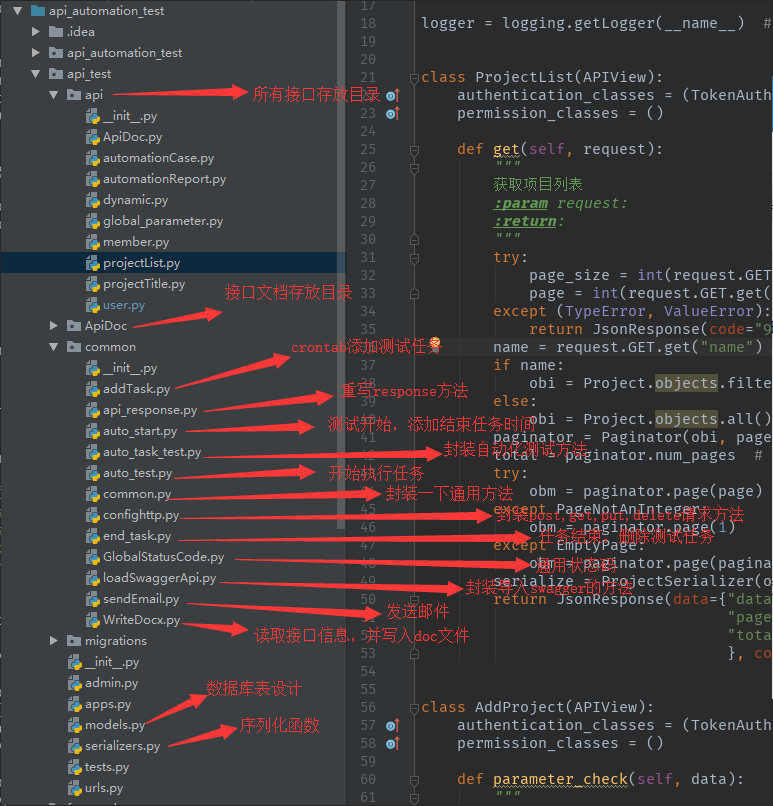 api_automation_test
.idea
api_automation_test
api_test
api
所有接口存放目录
__init__.py
ApiDoc.py
automationCase.py
automationReport.py
dynamic.py
global_parameter.py
member.py
projectList.py
projectTitle.py
user.py
接口文档存放目录
ApiDoc
common
crontab添加测试任务
__init__.py
addTask.py
重写response方法
api_response.py
auto_start.py
测试开始，添加结束任务时间
auto_task_test.py
封装自动化测试方法
auto_test.py
开始执行任务
common.py
封装一下通用方法
confighttp.py
封装post,get,put,delete请求方法
end_task.py
任务结束，删除测试任务
GlobalStatusCode.py
通用状态码
loadSwaggerApi.py
封装导入swagger的方法
sendEmail.py
发送邮件
WriteDocx.py
读取接口信息，并写入doc文件
migrations
__init__.py
admin.py
数据库表设计
apps.py
models.py
序列化函数
serializers.py
tests.py
urls.py
17
18 logger = logging.getLogger(__name__) #
19
20
21 class ProjectList(APIView):
22 authentication_classes = (TokenAuth
23 permission_classes = ()
24
25 def get(self, request):
26 """
27 获取项目列表
28 :param request:
29 :return:
30 """
31 try:
32 page_size = int(request.GET
33 page = int(request.GET.get(
34 except (TypeError, ValueError):
35 return JsonResponse(code="9
name = request.GET.get("name")
37 if name:
38 obi = Project.objects.filte
39 else:
40 obi = Project.objects.all()
41 paginator = Paginator(obi, page
42 total = paginator.num_pages #
try:
44 obm = paginator.page(page)
45 except PageNotAnInteger:
46 obm = paginator.page(1)
47 except EmptyPage:
48 obm = paginator.page(pagina
49 serialize = ProjectSerializer(o
50 return JsonResponse(data={"data
51 "page
52 "tota
53 }, co
54
55
56 class AddProject(APIView):
57 authentication_classes = (TokenAuth
58 permission_classes = ()
59
60 def parameter_check(self, data):
61 """